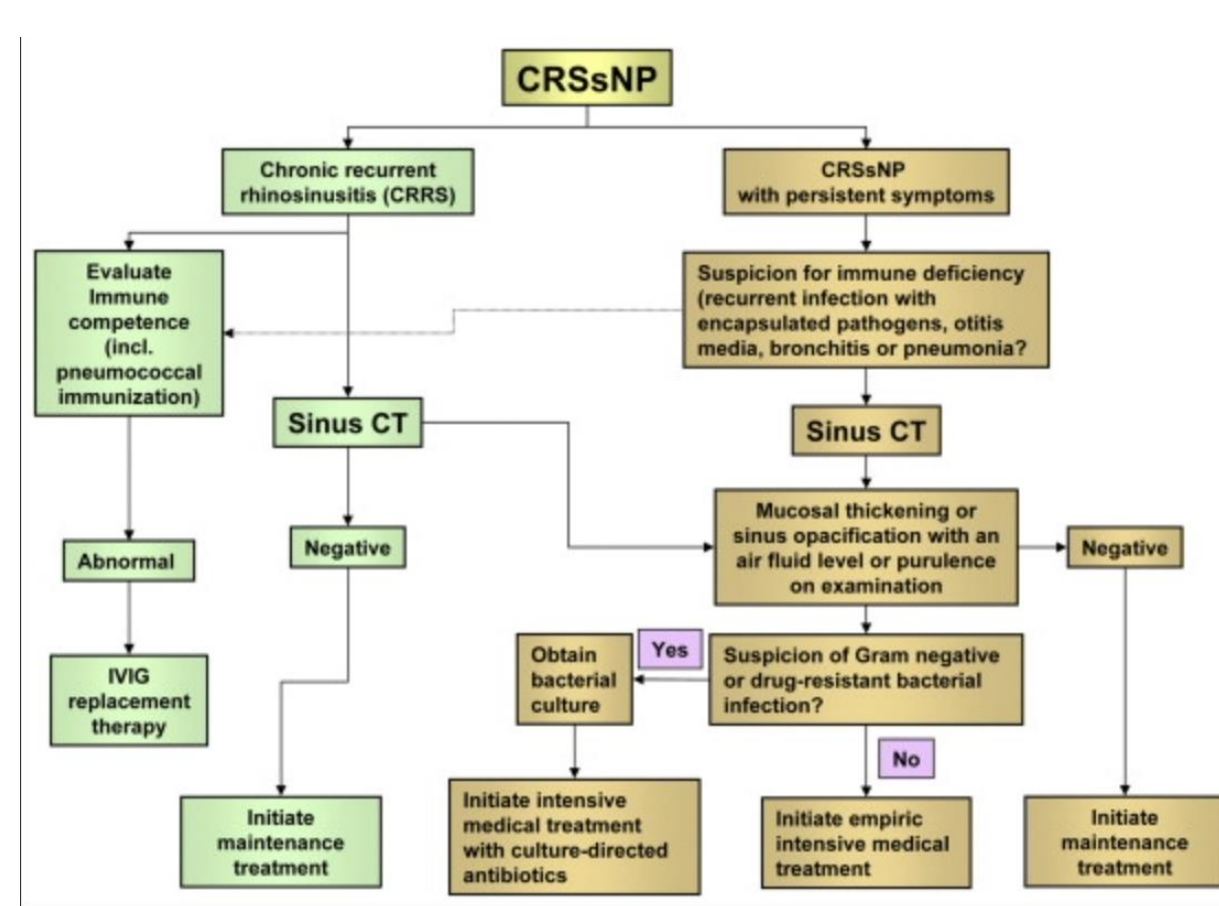 CRSsNP
Chronic recurrent
rhinosinusitis (CRRS)
CRSsNP
with persistent symptoms
Evaluate
Immune
competence
(incl.
pneumococcal
immunization)
Suspicion for immune deficiency
(recurrent infection with
encapsulated pathogens, otitis
media, bronchitis or pneumonia?
Sinus CT
Sinus CT
Abnormal
Negative
Mucosal thickening or
sinus opacification with an
air fluid level or purulence
on examination
Negative
IVIG
replacement
therapy
Obtain
bacterial
culture
Yes
Suspicion of Gram negative
or drug-resistant bacterial
infection?
No
Initiate
maintenance
treatment
Initiate intensive
medical treatment
with culture-directed
antibiotics
Initiate empiric
intensive medical
treatment
Initiate
maintenance
treatment